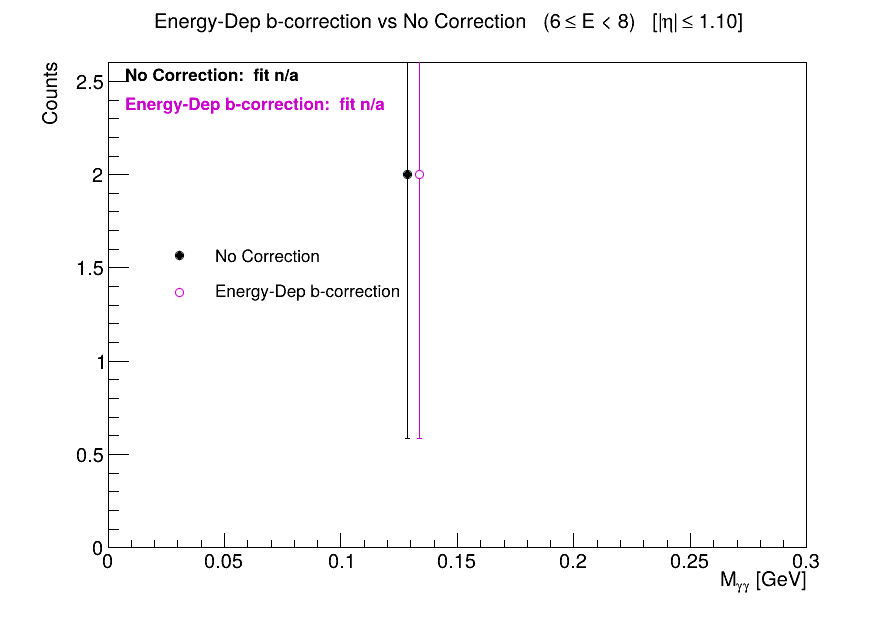 Energy-Dep b-correction vs No Correction (6 ≤ E < 8) [|η| ≤ 1.10]
Counts
No Correction: fit n/a
Energy-Dep b-correction: fit n/a
2.5
2
1.5
1
0.5
0
No Correction
Energy-Dep b-correction
0 0.05 0.1 0.15 0.2 0.25 0.3
Mγγ [GeV]